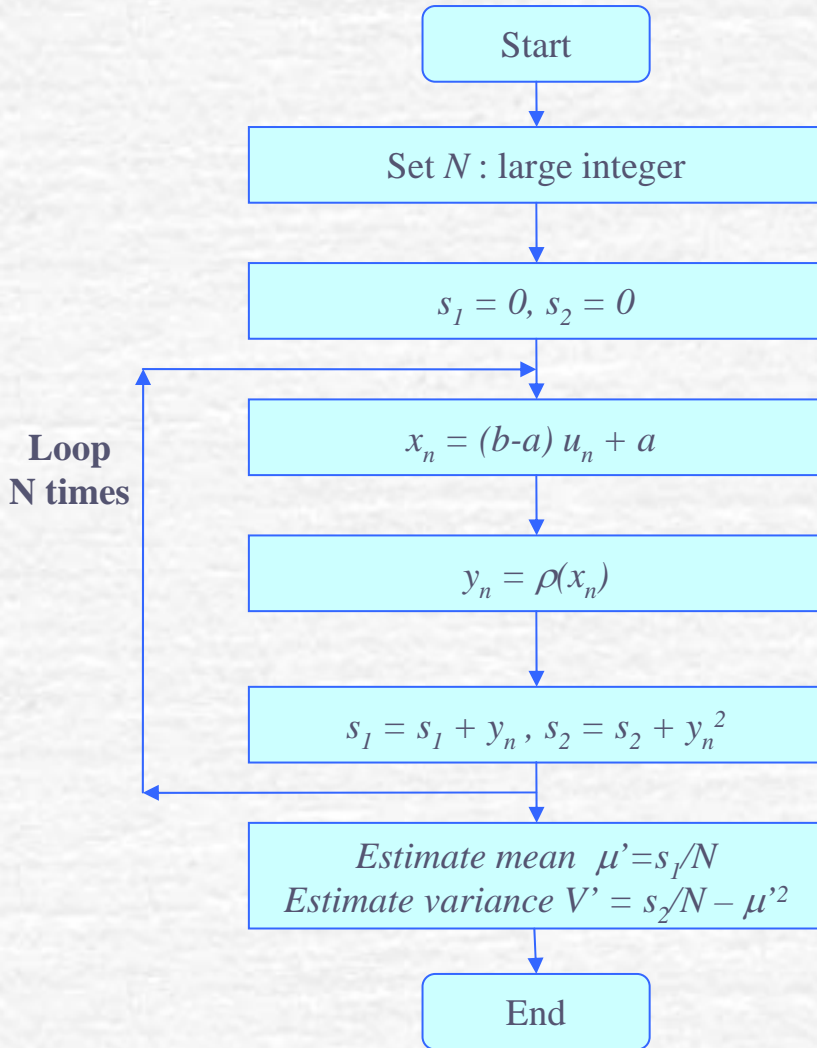 Start
Set N : large integer
s₁ = 0, s₂ = 0
Loop
N times
xₙ = (b-a) uₙ + a
yₙ = ρ(xₙ)
s₁ = s₁ + yₙ , s₂ = s₂ + yₙ²
Estimate mean μ’=s₁/N
Estimate variance V’ = s₂/N – μ’²
End